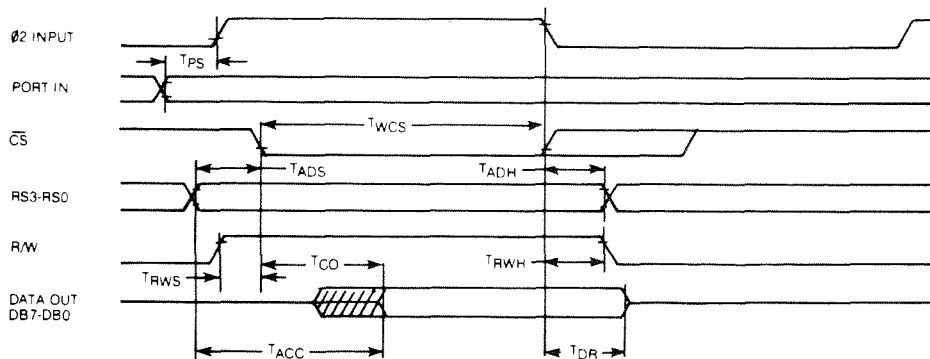 Ø2 INPUT
TPS
PORT IN
TWCS
CS
TADS
TADH
RS3-RS0
R/W
TRWS
TCO
TRWH
DATA OUT
DB7-DB0
TACC
TDR